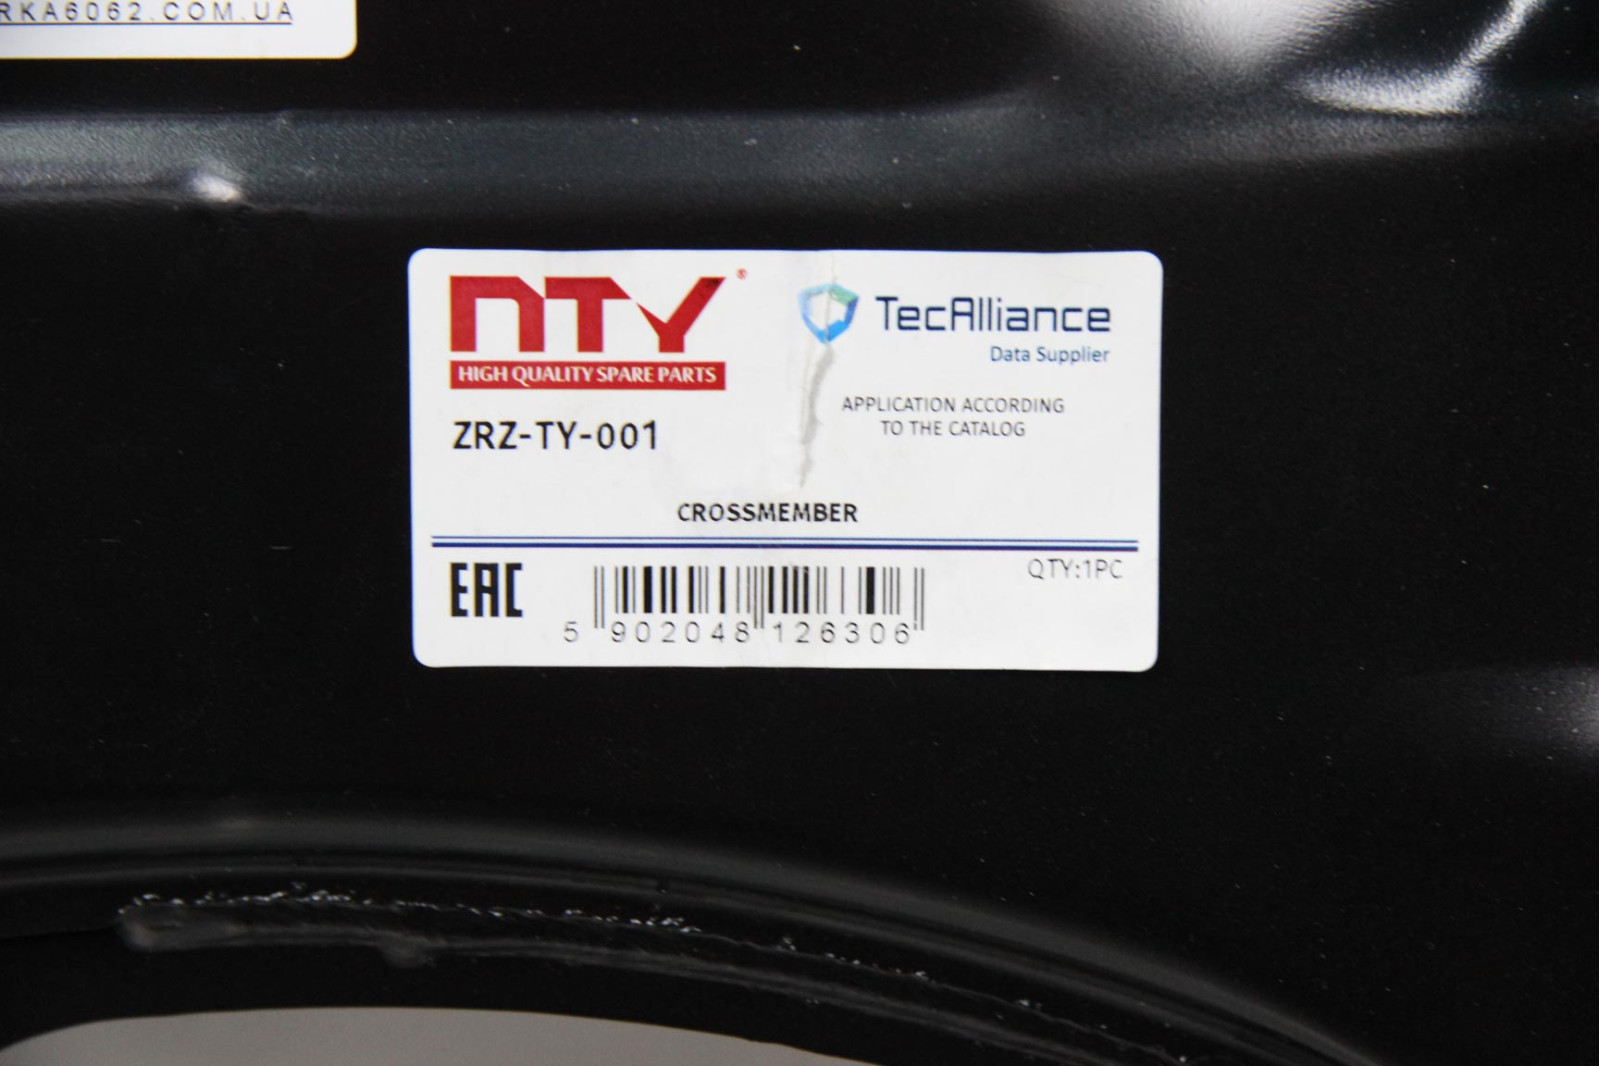 RKA6062.COM.UA
NTY®
HIGH QUALITY SPARE PARTS
ZRZ-TY-001
TecAlliance
Data Supplier
APPLICATION ACCORDING
TO THE CATALOG
CROSSMEMBER
QTY:1PC
EAC
5 902048 126306